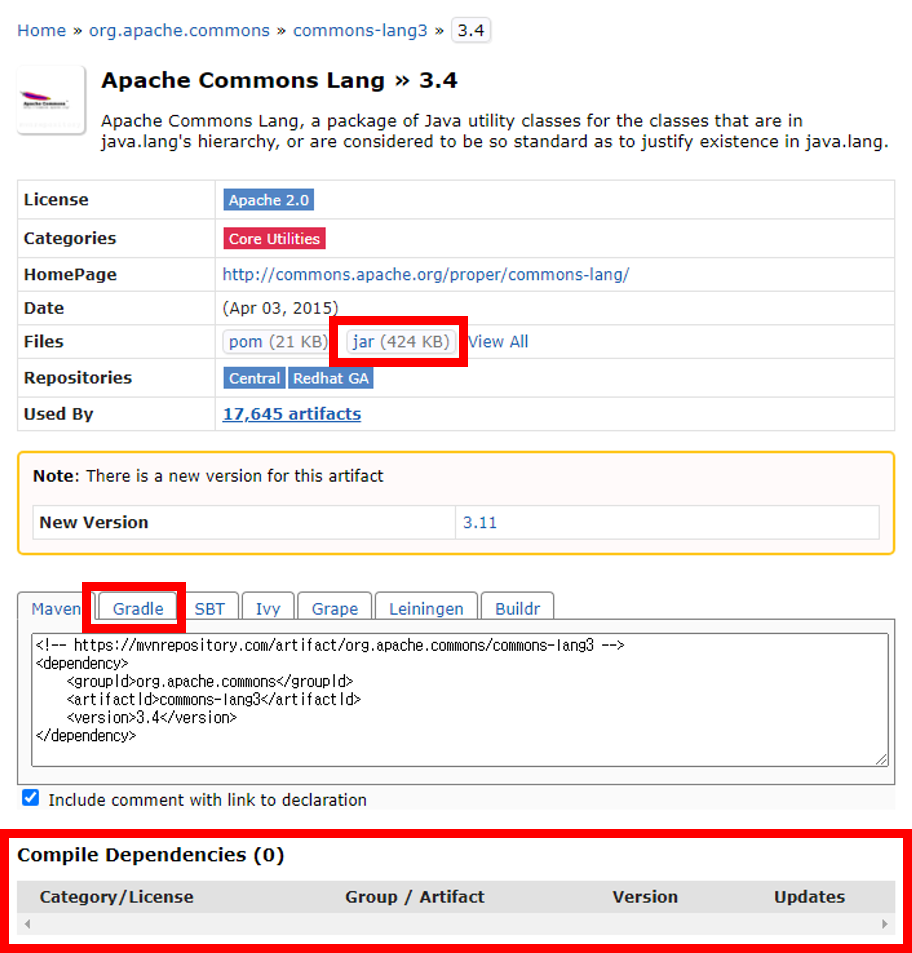 Home » org.apache.commons » commons-lang3 » 3.4
Apache Commons Lang » 3.4
Apache Commons Lang, a package of Java utility classes for the classes that are in
java.lang's hierarchy, or are considered to be so standard as to justify existence in java.lang.
License Apache 2.0
Categories Core Utilities
HomePage http://commons.apache.org/proper/commons-lang/
Date (Apr 03, 2015)
Files pom (21 KB) jar (424 KB) View All
Repositories Central Redhat GA
Used By 17,645 artifacts
Note: There is a new version for this artifact
New Version 3.11
Maven Gradle SBT Ivy Grape Leiningen Buildr
<!-- https://mvnrepository.com/artifact/org.apache.commons/commons-lang3 -->
<dependency>
    <groupId>org.apache.commons</groupId>
    <artifactId>commons-lang3</artifactId>
    <version>3.4</version>
</dependency>
Include comment with link to declaration
Compile Dependencies (0)
Category/License Group / Artifact Version Updates